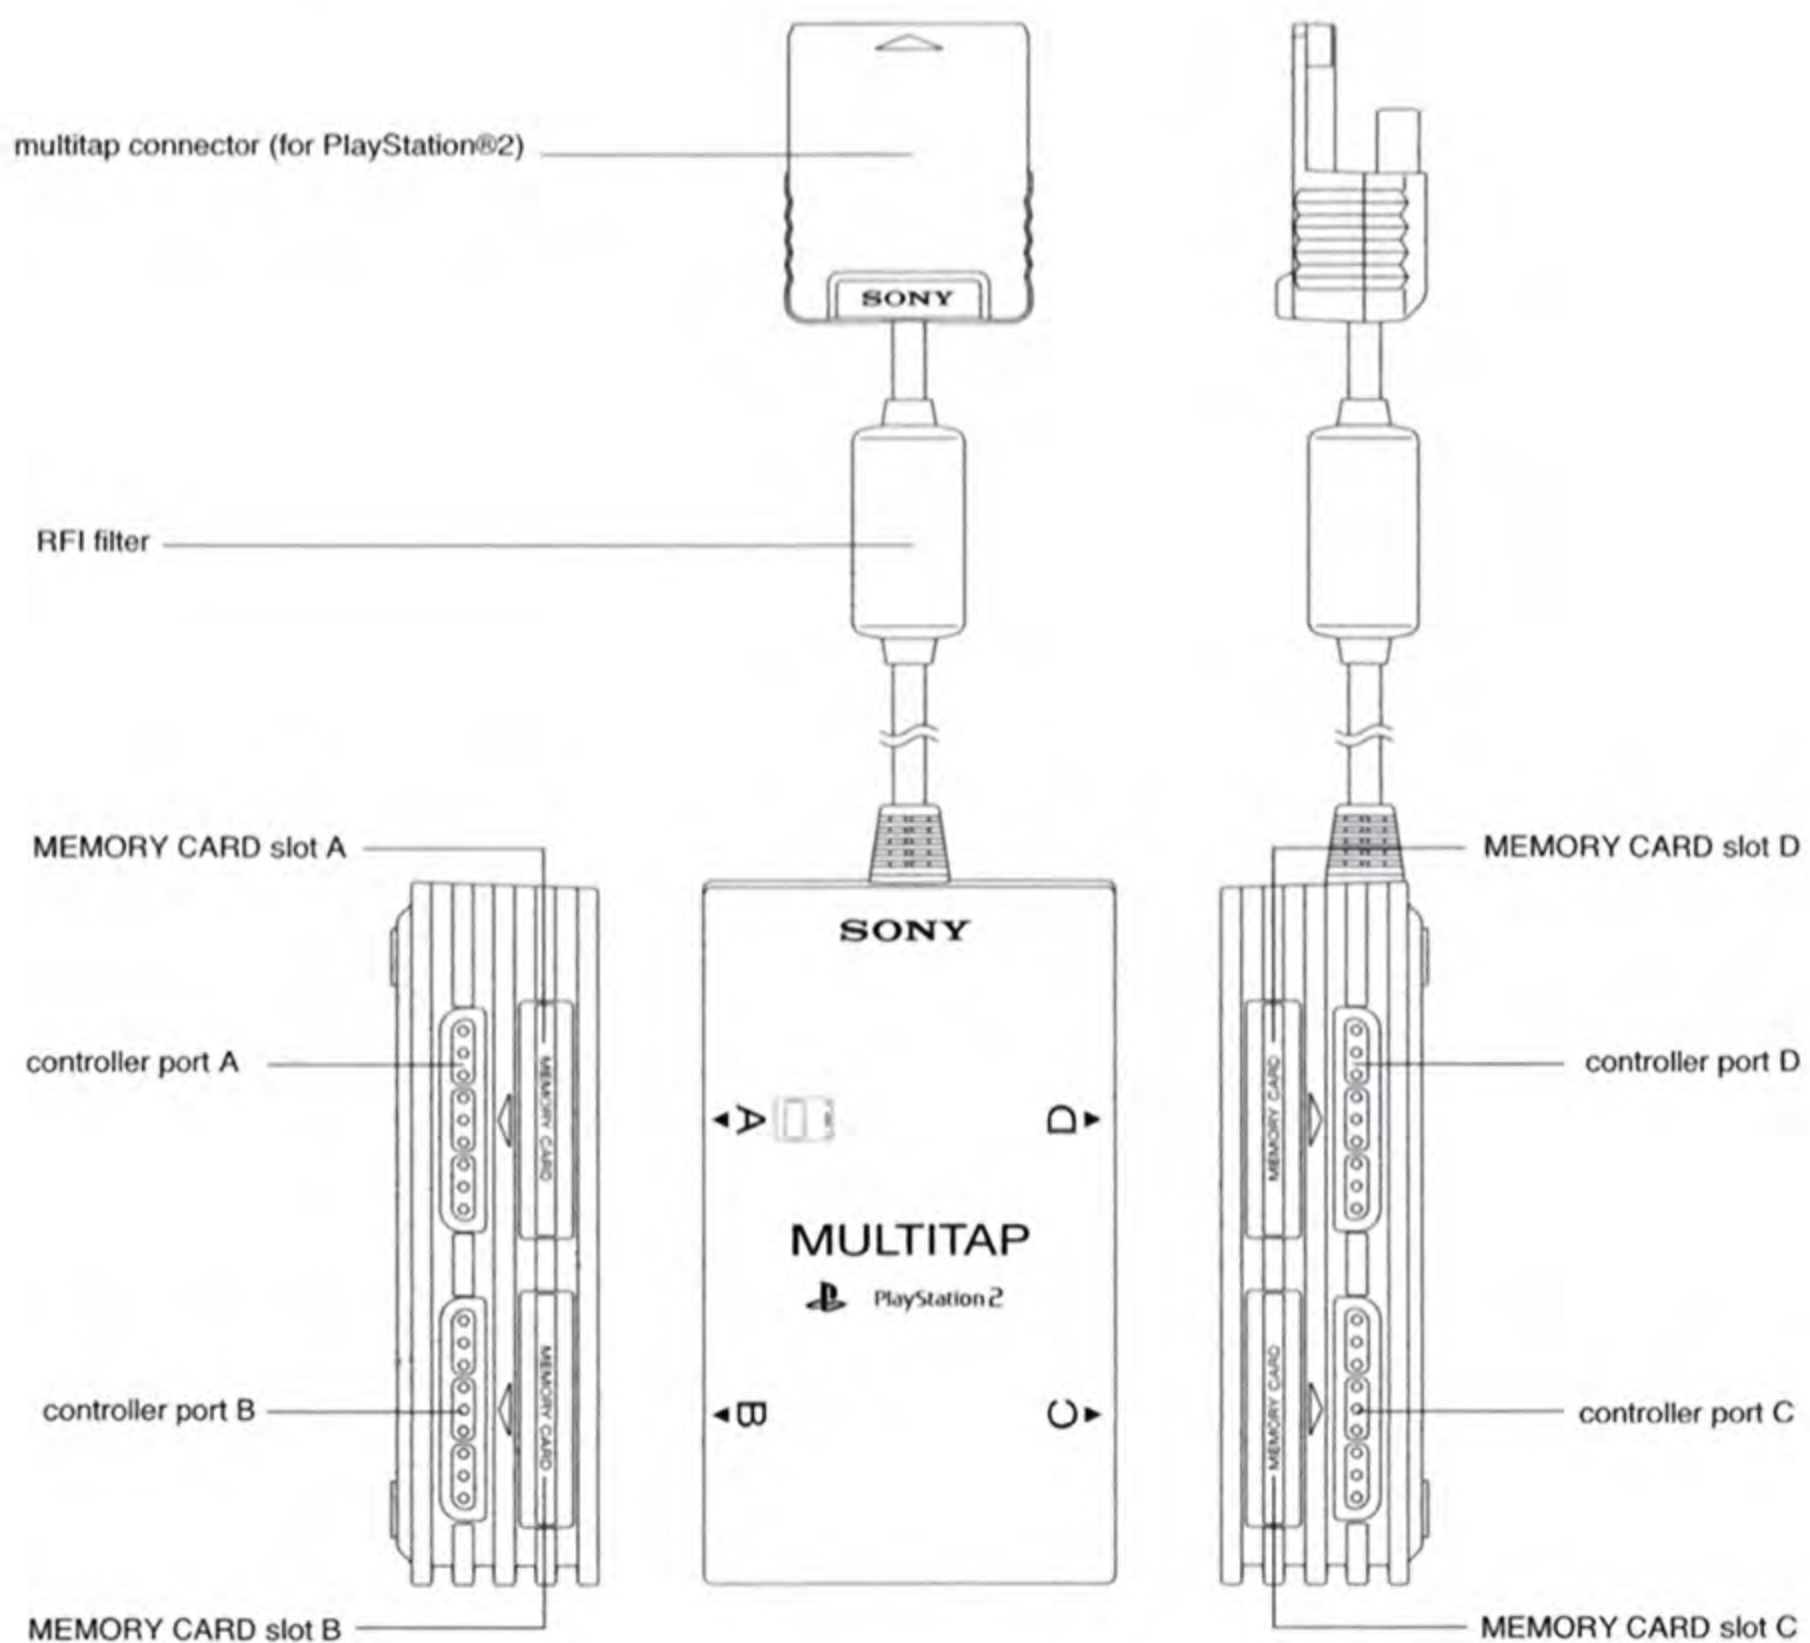 multitap connector (for PlayStation®2)
SONY
RFI filter
MEMORY CARD slot A
MEMORY CARD slot D
SONY
controller port A
controller port D
MEMORY CARD
MEMORY CARD
A
D
MULTITAP
PlayStation 2
MEMORY CARD
MEMORY CARD
controller port B
B
C
controller port C
MEMORY CARD slot B
MEMORY CARD slot C